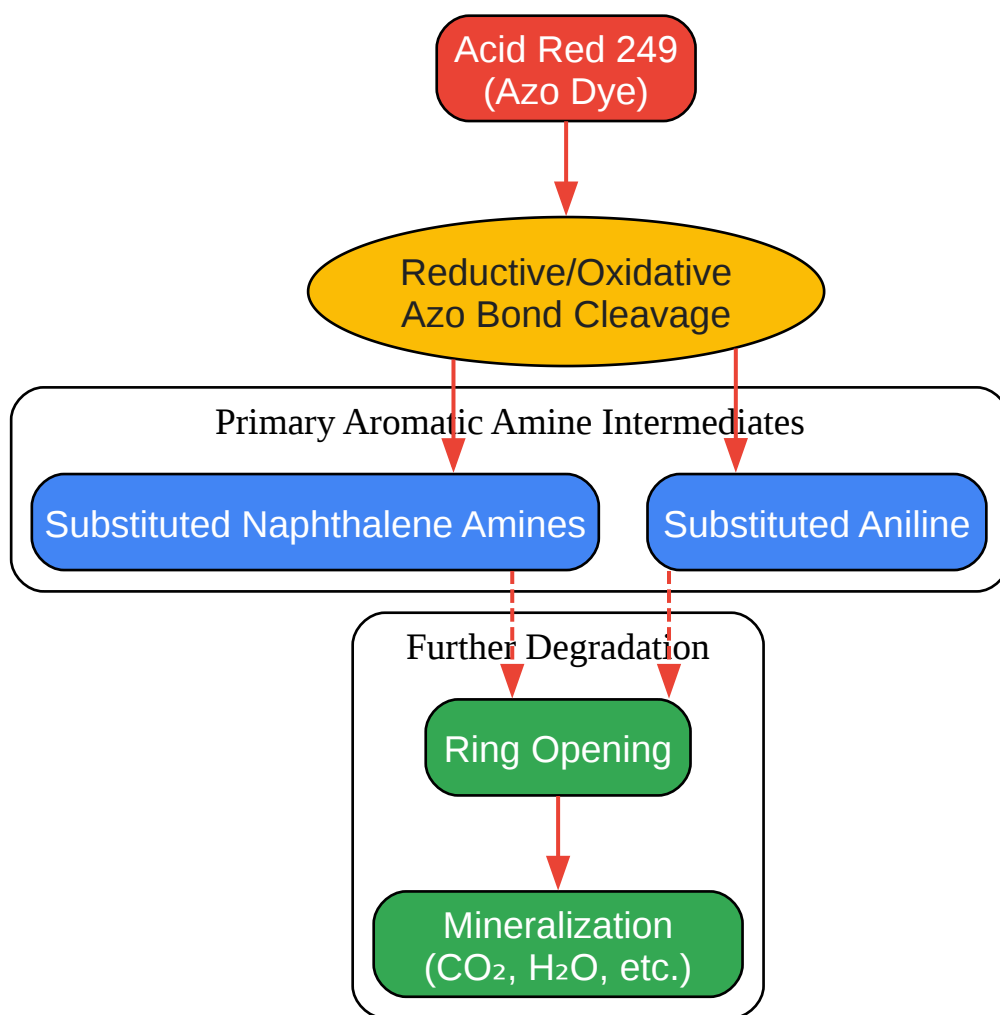 Acid Red 249
(Azo Dye)
Reductive/Oxidative
Azo Bond Cleavage
Primary Aromatic Amine Intermediates
Substituted Naphthalene Amines
Substituted Aniline
Further Degradation
Ring Opening
Mineralization
(CO₂, H₂O, etc.)